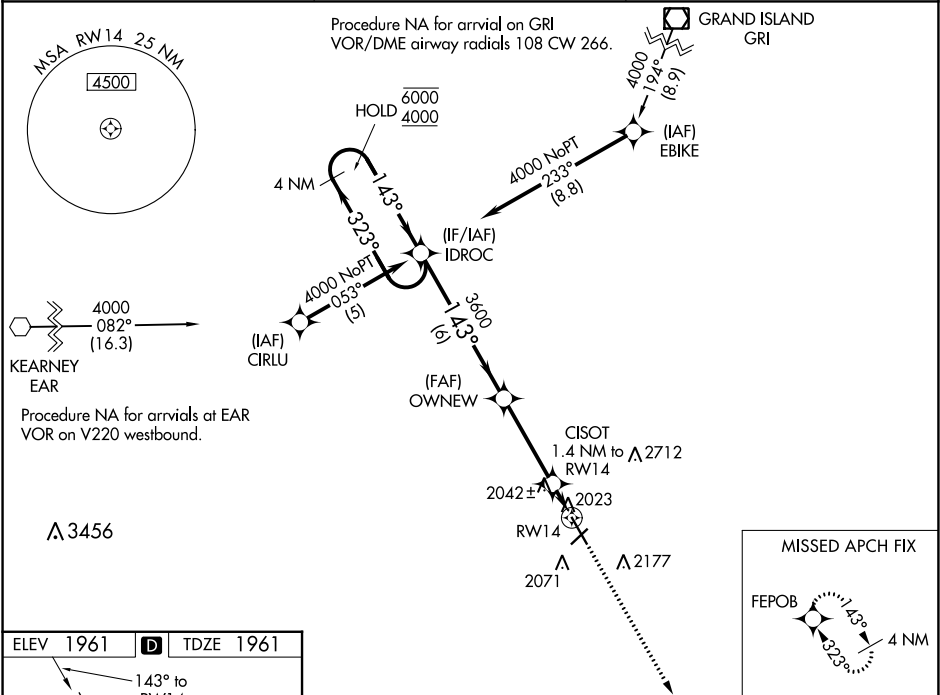 MSA RW14 25 NM
4500
Procedure NA for arrvial on GRI
VOR/DME airway radials 108 CW 266.
GRAND ISLAND
GRI
4000
194°
(8.9)
(IAF)
EBIKE
4000 NoPT
233°
(8.8)
HOLD
6000
4000
4 NM
143°
323°
(IF/IAF)
IDROC
4000 NoPT
053°
(5)
(IAF)
CIRLU
KEARNEY
EAR
4000
082°
(16.3)
Procedure NA for arrvials at EAR
VOR on V220 westbound.
3600
143°
(6)
(FAF)
OWNEW
CISOT
1.4 NM to
RW14
2712
2042±
2023
RW14
2071
2177
3456
MISSED APCH FIX
FEPOB
143°
323°
4 NM
ELEV 1961 D TDZE 1961
143° to